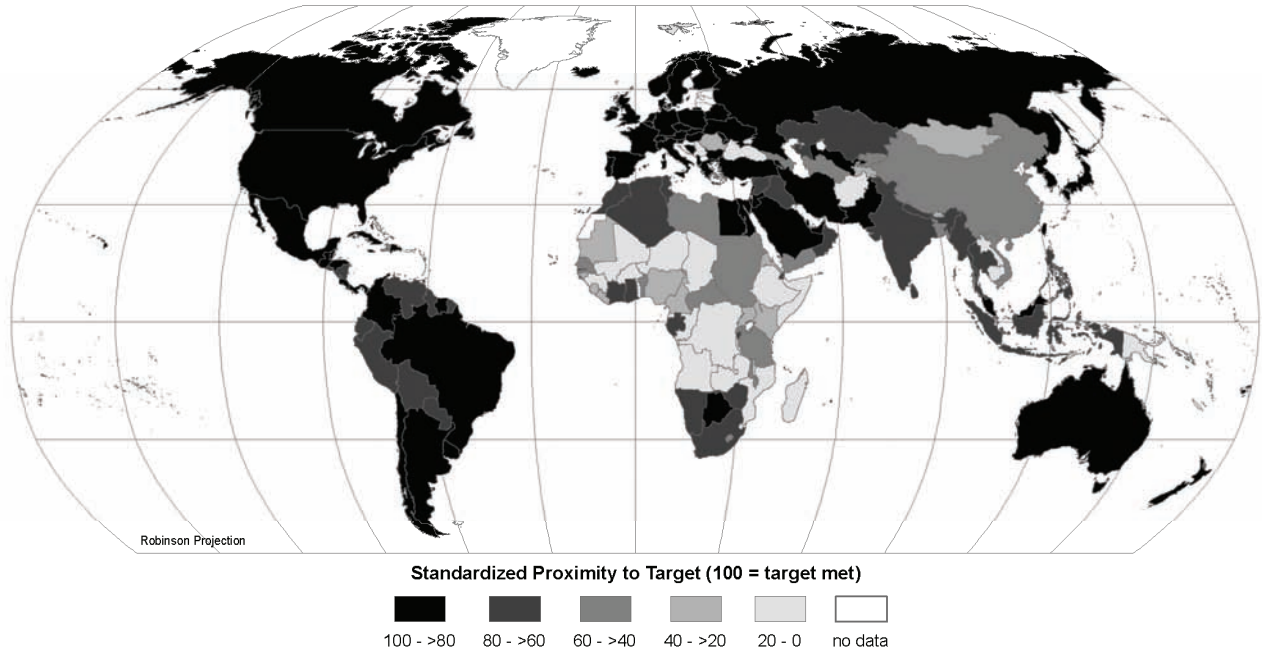 Robinson Projection
Standardized Proximity to Target (100 = target met)
100 - >80 80 - >60 60 - >40 40 - >20 20 - 0 no data